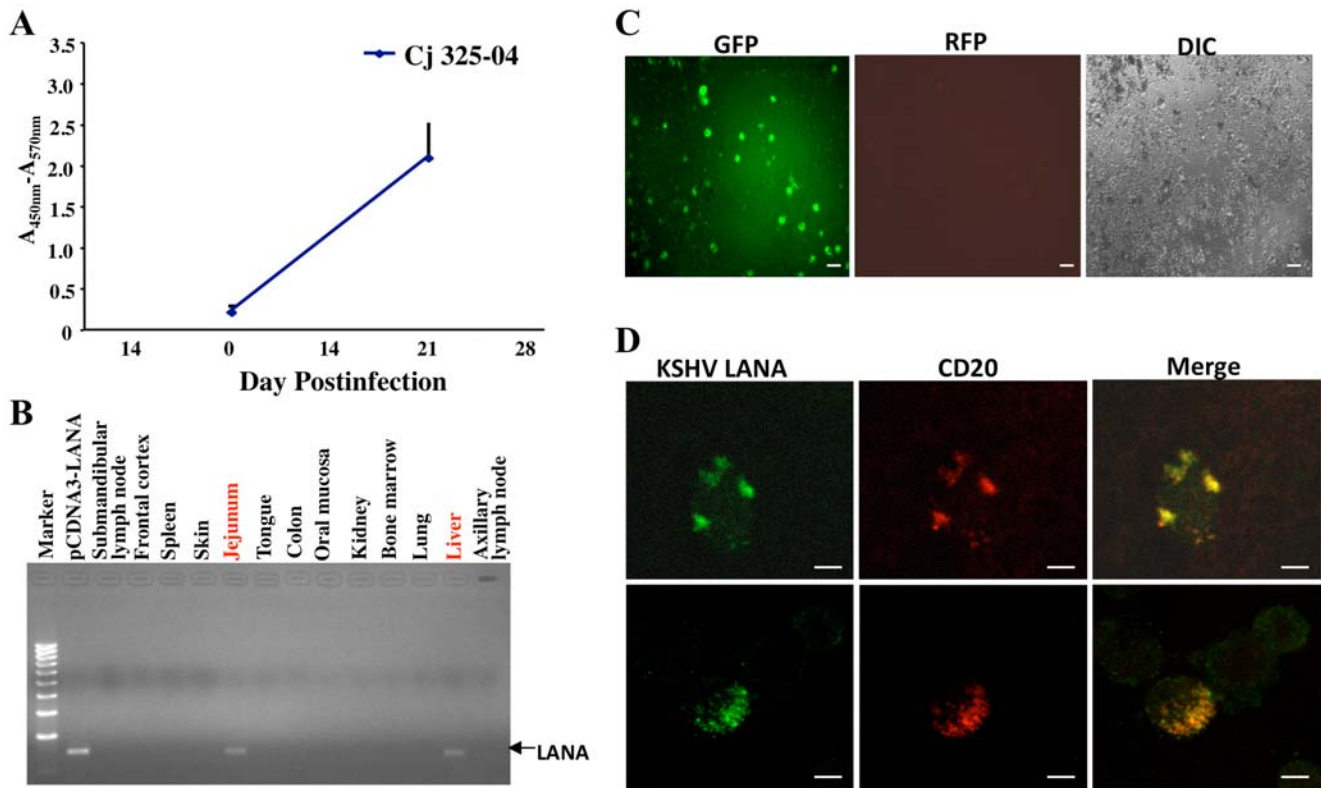 A
Cj 325-04
3.5
3.0
2.5
2.0
1.5
1.0
0.5
0
A450nm-A570nm
14 0 14 21 28
Day Postinfection
B
Marker
pCDNA3-LANA
Submandibular
lymph node
Frontal cortex
Spleen
Skin
Jejunum
Tongue
Colon
Oral mucosa
Kidney
Bone marrow
Lung
Liver
Axillary
lymph node
LANA
C
GFP RFP DIC
D
KSHV LANA CD20 Merge